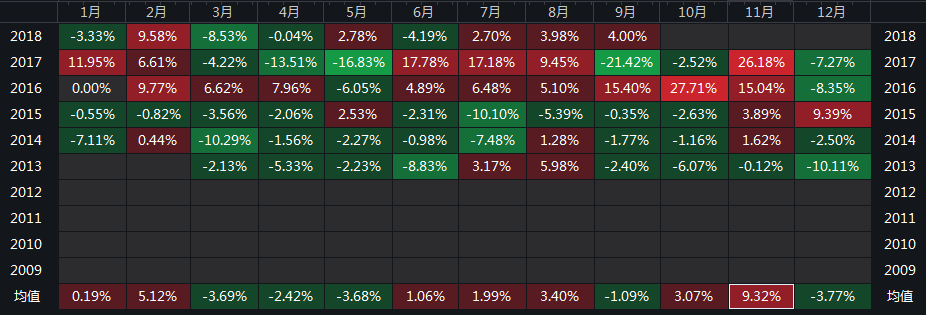 1月 2月 3月 4月 5月 6月 7月 8月 9月 10月 11月 12月
2018 -3.33% 9.58% -8.53% -0.04% 2.78% -4.19% 2.70% 3.98% 4.00% 2018
2017 11.95% 6.61% -4.22% -13.51% -16.83% 17.78% 17.18% 9.45% -21.42% -2.52% 26.18% -7.27% 2017
2016 0.00% 9.77% 6.62% 7.96% -6.05% 4.89% 6.48% 5.10% 15.40% 27.71% 15.04% -8.35% 2016
2015 -0.55% -0.82% -3.56% -2.06% 2.53% -2.31% -10.10% -5.39% -0.35% -2.63% 3.89% 9.39% 2015
2014 -7.11% 0.44% -10.29% -1.56% -2.27% -0.98% -7.48% 1.28% -1.77% -1.16% 1.62% -2.50% 2014
2013 -2.13% -5.33% -2.23% -8.83% 3.17% 5.98% -2.40% -6.07% -0.12% -10.11% 2013
2012 2012
2011 2011
2010 2010
2009 2009
均值 0.19% 5.12% -3.69% -2.42% -3.68% 1.06% 1.99% 3.40% -1.09% 3.07% 9.32% -3.77% 均值